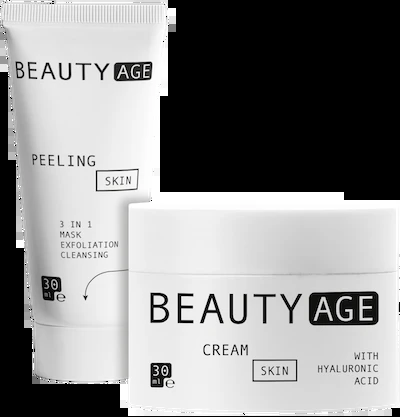 BEAUTY AGE
PEELING
SKIN
3 IN 1
MASK
EXFOLIATION
CLEANSING
30
ml e
BEAUTY AGE
CREAM
SKIN
WITH
HYALURONIC
ACID
30
ml e